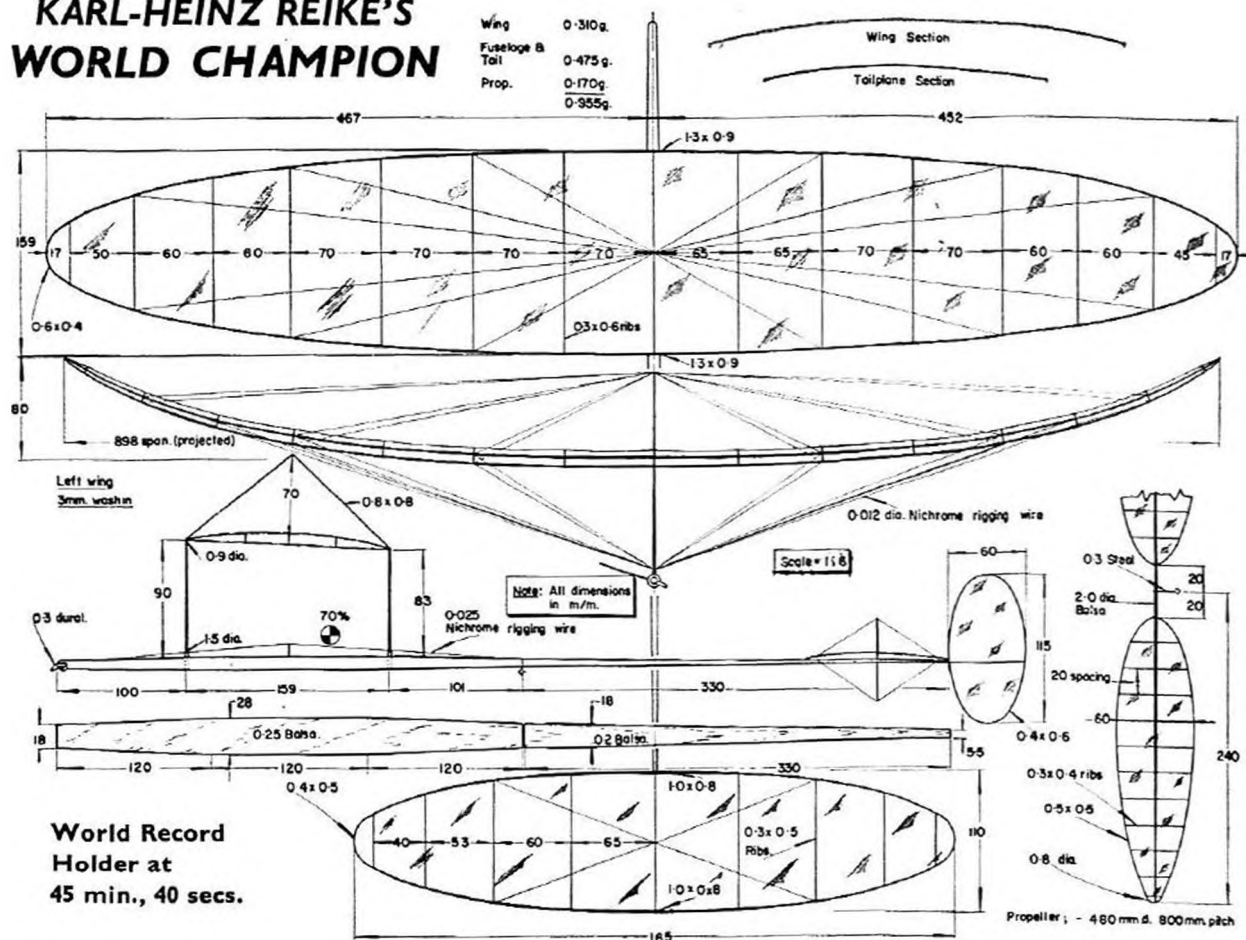 KARL-HEINZ REIKE'S
WORLD CHAMPION
Wing 0·310g.
Fuselage &
Tail 0·475g.
Prop. 0·170g.
0·955g.
Wing Section
Tailplane Section
467
452
1·3 x 0·9
159
17
50
60
60
70
70
70
70
65
65
70
70
60
60
45
17
0·6 x 0·4
0·3 x 0·6 ribs
1·3 x 0·9
80
898 span. (projected)
Left wing
3mm. washin
70
0·8 x 0·8
0·012 dia. Nichrome rigging wire
0·9 dia.
90
83
Note: All dimensions
in m/m.
Scale = 1:6
60
0·3 Steel
20
20
2·0 dia.
Balsa
0·3 dural.
1·5 dia.
70%
0·025
Nichrome rigging wire
115
100
159
101
330
20 spacing
60
28
18
18
0·25 Balsa.
0·2 Balsa.
5·5
0·4 x 0·6
240
120
120
120
330
0·4 x 0·5
1·0 x 0·8
0·3 x 0·4 ribs
0·5 x 0·5
40
53
60
65
0·3 x 0·5
Ribs.
110
0·8 dia.
1·0 x 0·8
World Record
Holder at
45 min., 40 secs.
Propeller ; - 480 mm d. 800 mm. pitch